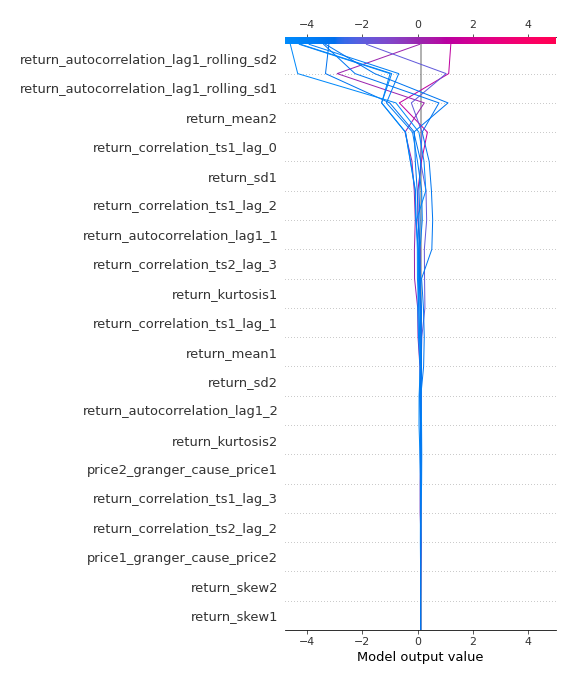 −4 −2 0 2 4
return_autocorrelation_lag1_rolling_sd2
return_autocorrelation_lag1_rolling_sd1
return_mean2
return_correlation_ts1_lag_0
return_sd1
return_correlation_ts1_lag_2
return_autocorrelation_lag1_1
return_correlation_ts2_lag_3
return_kurtosis1
return_correlation_ts1_lag_1
return_mean1
return_sd2
return_autocorrelation_lag1_2
return_kurtosis2
price2_granger_cause_price1
return_correlation_ts1_lag_3
return_correlation_ts2_lag_2
price1_granger_cause_price2
return_skew2
return_skew1
−4 −2 0 2 4
Model output value